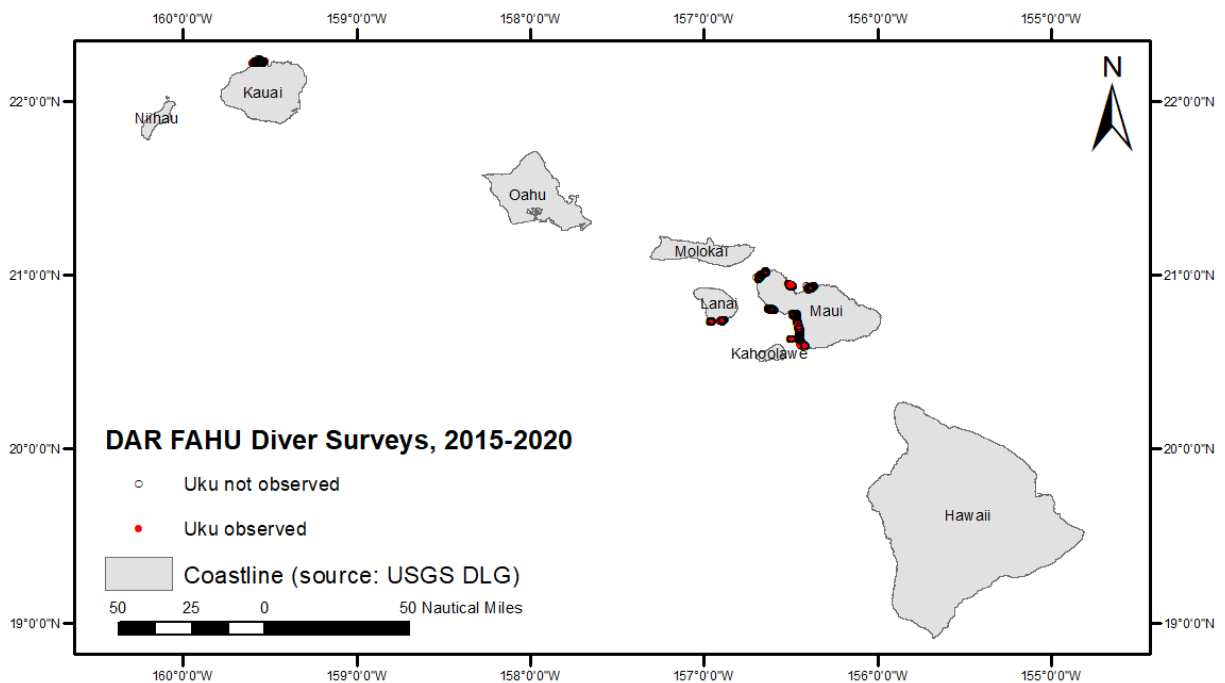 160°0'0"W 159°0'0"W 158°0'0"W 157°0'0"W 156°0'0"W 155°0'0"W
N
22°0'0"N Kauai 22°0'0"N
Niihau
Oahu
Molokai
21°0'0"N 21°0'0"N
Lanai Maui
Kahoolawe
DAR FAHU Diver Surveys, 2015-2020
20°0'0"N 20°0'0"N
Uku not observed
Uku observed
Hawaii
Coastline (source: USGS DLG)
50 25 0 50 Nautical Miles
19°0'0"N 19°0'0"N
160°0'0"W 159°0'0"W 158°0'0"W 157°0'0"W 156°0'0"W 155°0'0"W